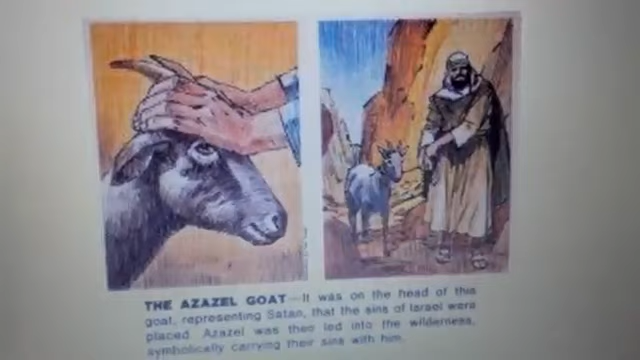 THE AZAZEL GOAT—It was on the head of this
goat, representing Satan, that the sins of Israel were
placed. Azazel was then led into the wilderness,
symbolically carrying their sins with him.